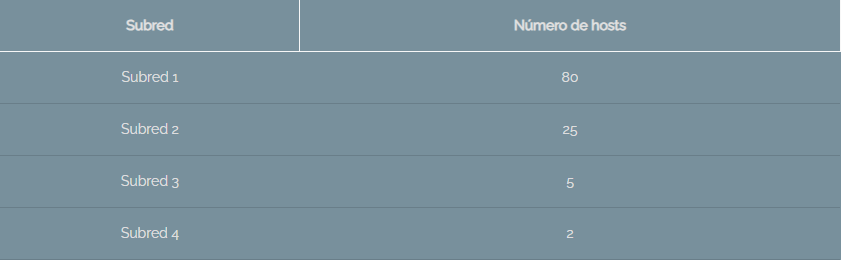 Subred Número de hosts
Subred 1 80
Subred 2 25
Subred 3 5
Subred 4 2